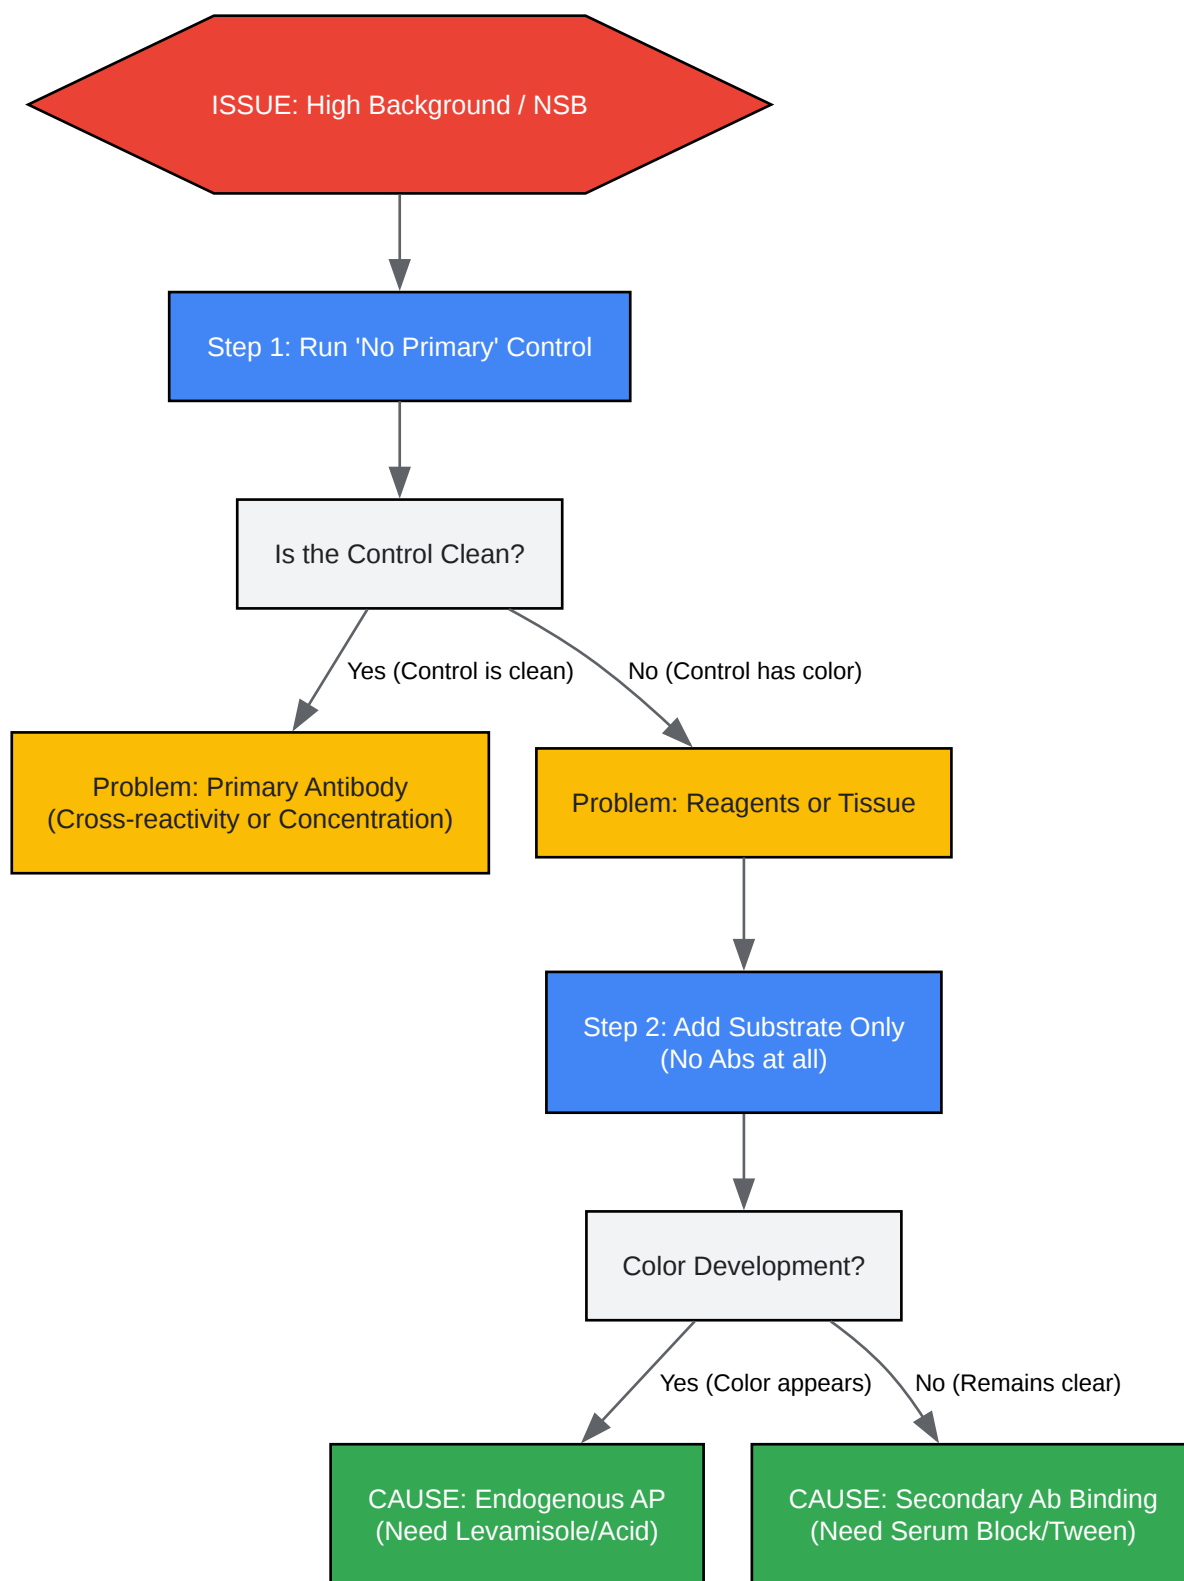 ISSUE: High Background / NSB
Step 1: Run 'No Primary' Control
Is the Control Clean?
Yes (Control is clean)
No (Control has color)
Problem: Primary Antibody
(Cross-reactivity or Concentration)
Problem: Reagents or Tissue
Step 2: Add Substrate Only
(No Abs at all)
Color Development?
Yes (Color appears)
No (Remains clear)
CAUSE: Endogenous AP
(Need Levamisole/Acid)
CAUSE: Secondary Ab Binding
(Need Serum Block/Tween)